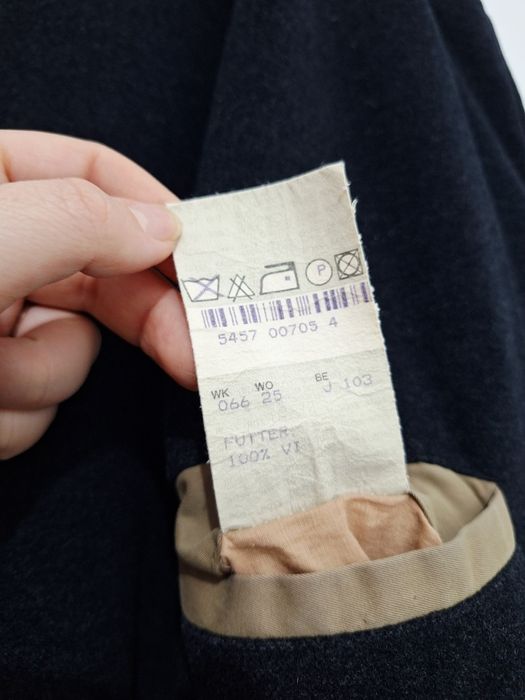 P
5457 00705 4
WK WO BE
066 25 J 103
FUTTER.
100% VI